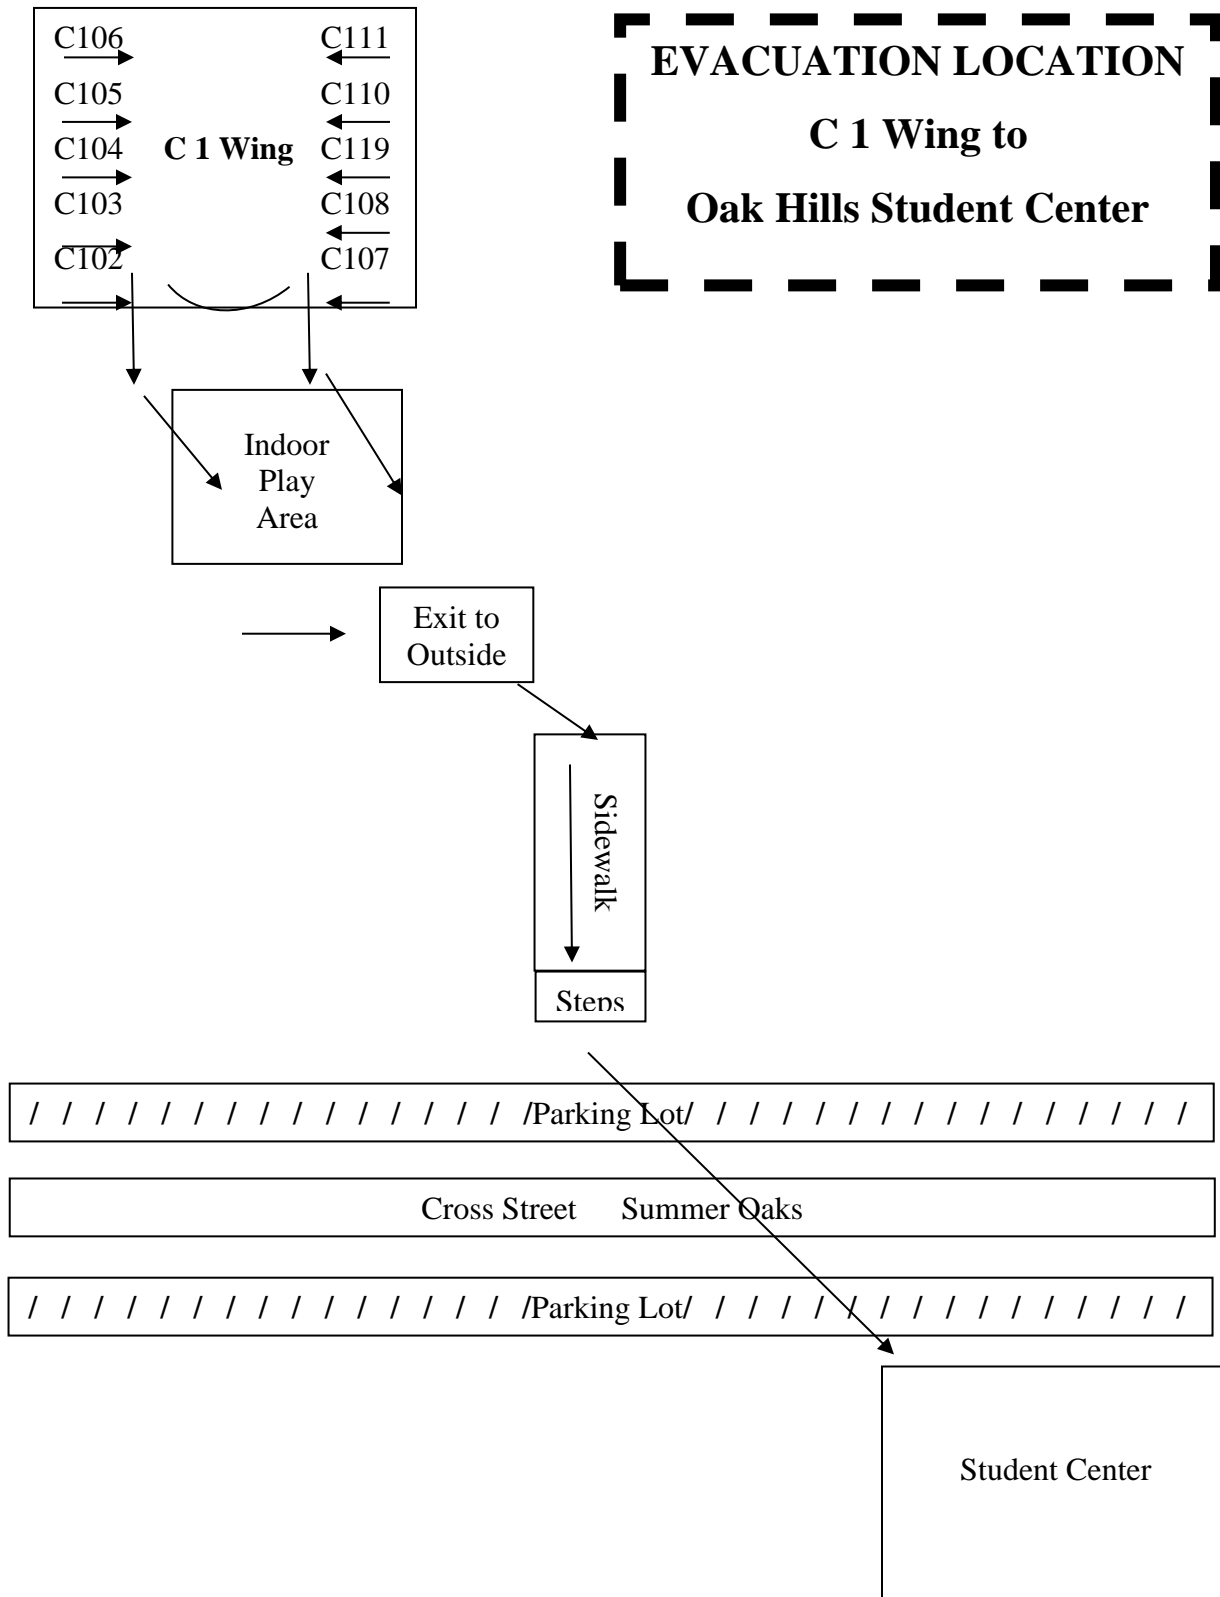 C106 C111
C105 C110
C104 C 1 Wing C119
C103 C108
C102 C107
EVACUATION LOCATION
C 1 Wing to
Oak Hills Student Center
Indoor
Play
Area
Exit to
Outside
Sidewalk
Steps
/ / / / / / / / / / / / / / / /Parking Lot/ / / / / / / / / / / / / / / /
Cross Street Summer Oaks
/ / / / / / / / / / / / / / / /Parking Lot/ / / / / / / / / / / / / / / /
Student Center